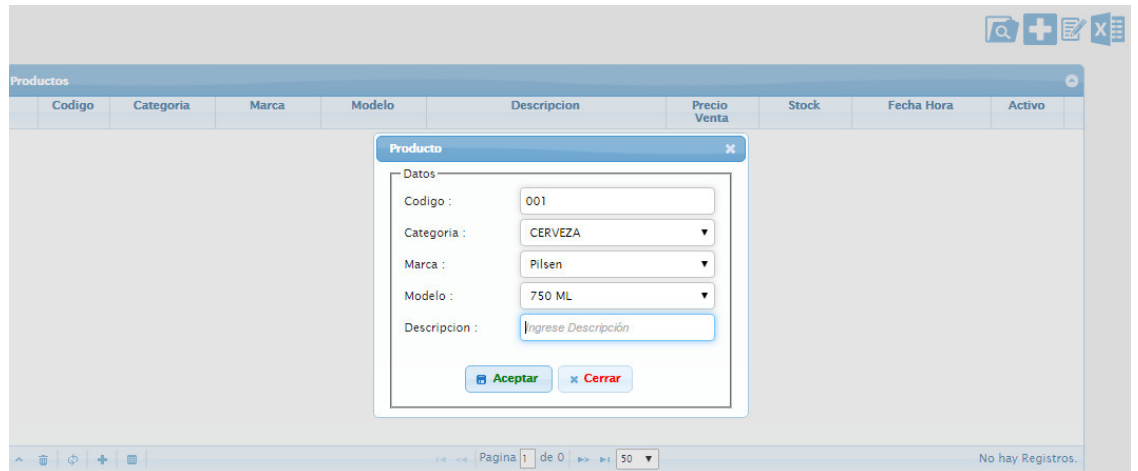 Productos
Codigo Categoria Marca Modelo Descripcion Precio Venta Stock Fecha Hora Activo
Producto
Datos
Codigo : 001
Categoria : CERVEZA
Marca : Pilsen
Modelo : 750 ML
Descripcion : Ingrese Descripción
Aceptar Cerrar
Pagina 1 de 0 50 No hay Registros.